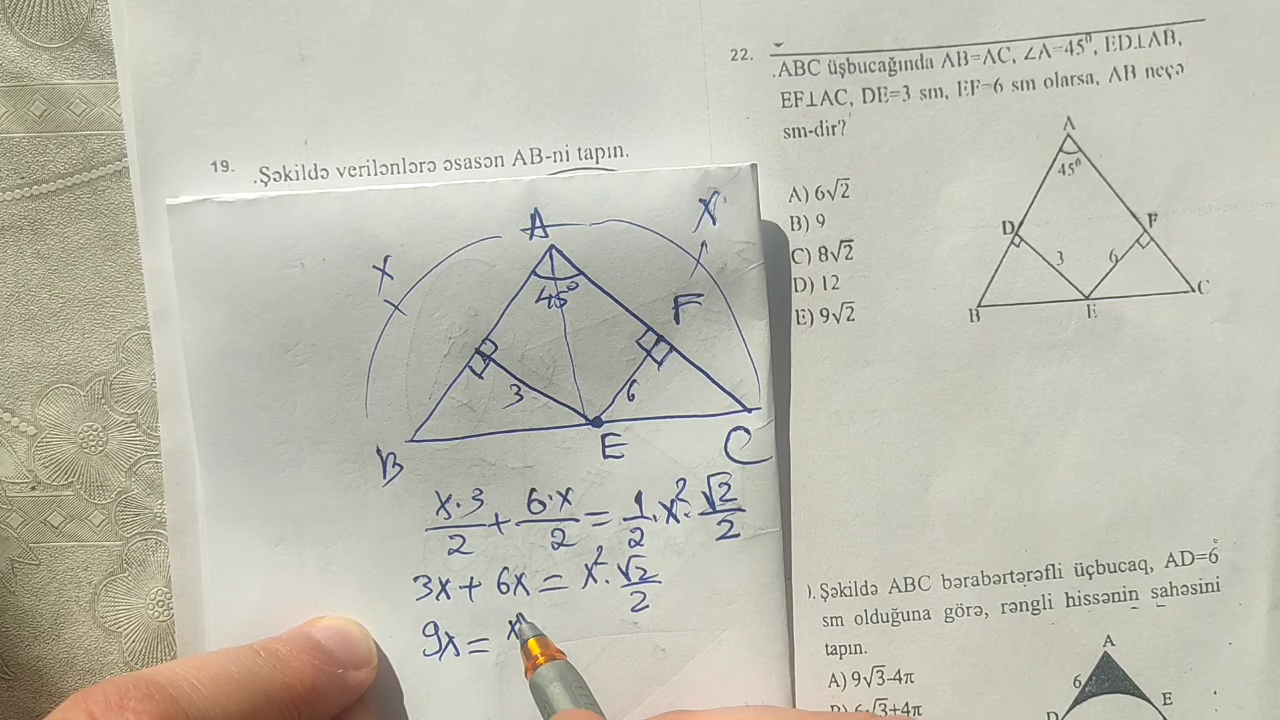 19. .Şəkildə verilənlərə əsasən AB-ni tapın.
A
X
X
45⁰
F
3
6
B
E
C
x·3/2 + 6·x/2 = 1/2·x²·√2/2
3x + 6x = x²·√2/2
9x = x
22. .ABC üşbucağında AB=AC, ∠A=45⁰, ED⊥AB,
EF⊥AC, DE=3 sm, EF=6 sm olarsa, AB neçə
sm-dir?
A) 6√2
B) 9
C) 8√2
D) 12
E) 9√2
A
45⁰
D
F
3
6
B
E
C
). Şəkildə ABC bərabərtərəfli üçbucaq, AD=6
sm olduğuna görə, rəngli hissənin sahəsini
tapın.
A) 9√3-4π
B) 6√3+4π
A
6
D
E